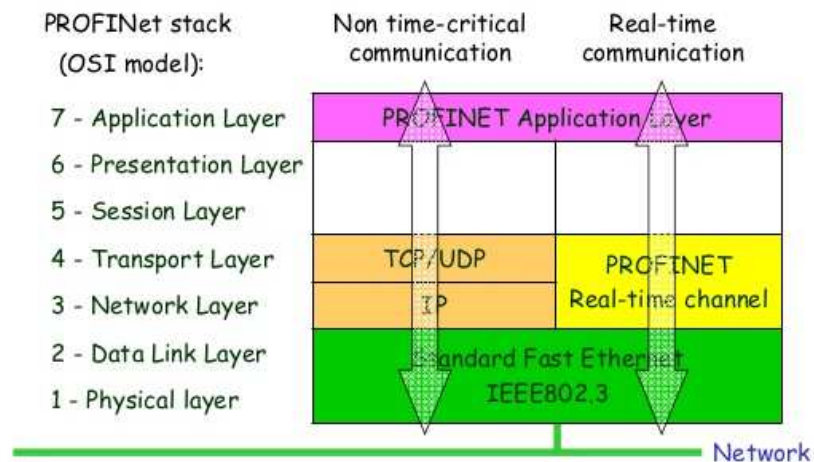 PROFINet stack
(OSI model):
Non time-critical
communication
Real-time
communication
7 - Application Layer
PROFINET Application Layer
6 - Presentation Layer
5 - Session Layer
4 - Transport Layer
TCP/UDP
PROFINET
Real-time channel
3 - Network Layer
IP
2 - Data Link Layer
Standard Fast Ethernet
IEEE802.3
1 - Physical layer
Network